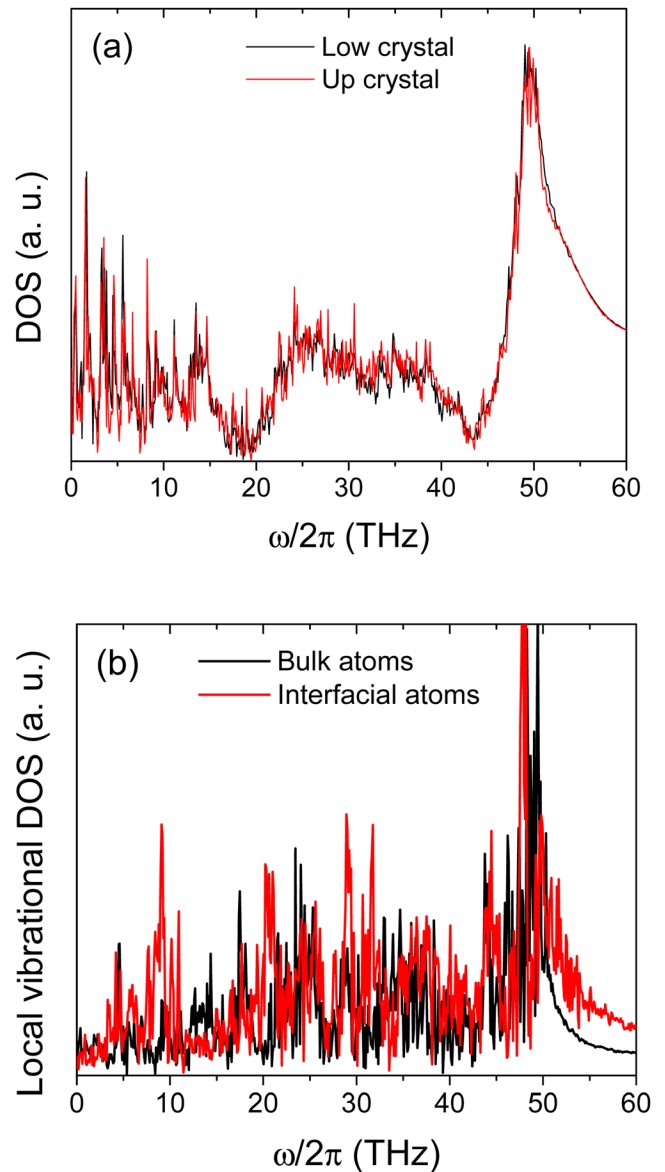 (a)
Low crystal
Up crystal
DOS (a. u.)
0 10 20 30 40 50 60
ω/2π (THz)
(b)
Bulk atoms
Interfacial atoms
Local vibrational DOS (a. u.)
0 10 20 30 40 50 60
ω/2π (THz)